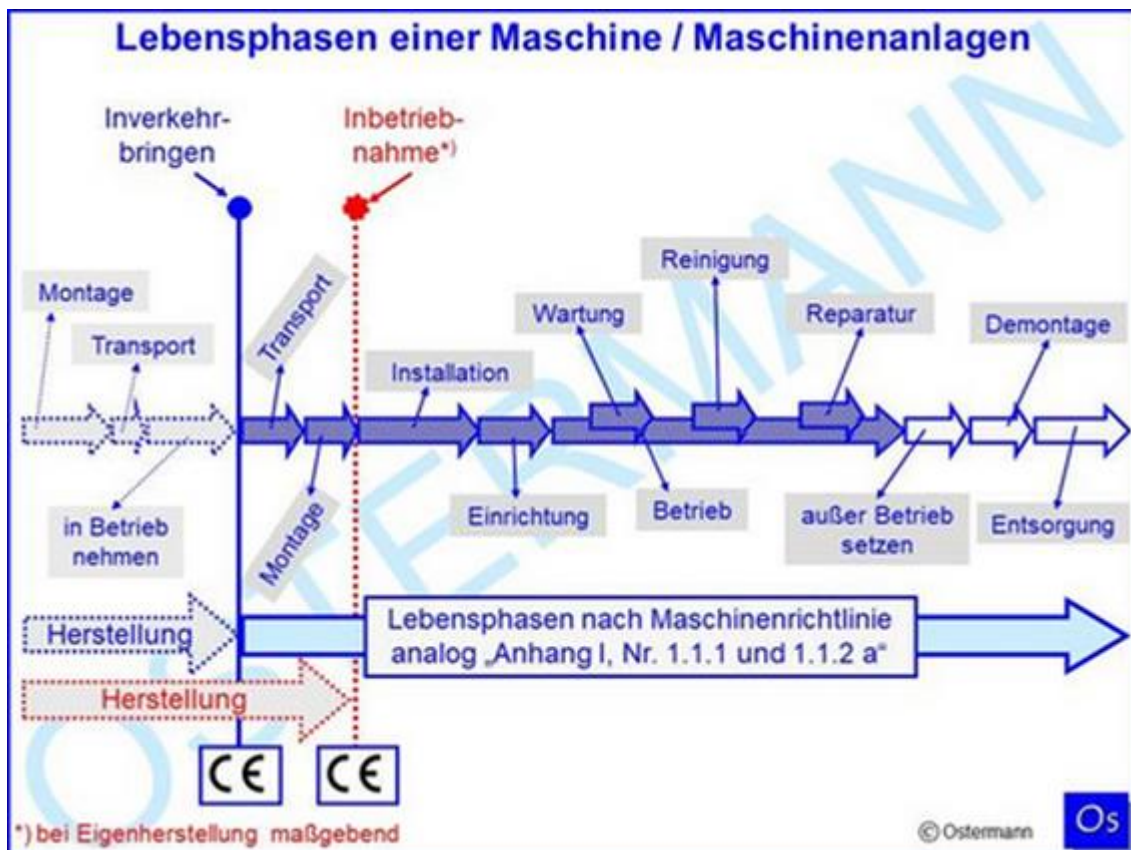 Lebensphasen einer Maschine / Maschinenanlagen
Inverkehr-
bringen
Inbetrieb-
nahme*)
Montage
Transport
in Betrieb
nehmen
Transport
Montage
Installation
Einrichtung
Wartung
Reinigung
Betrieb
Reparatur
außer Betrieb
setzen
Demontage
Entsorgung
Herstellung
Lebensphasen nach Maschinenrichtlinie
analog „Anhang I, Nr. 1.1.1 und 1.1.2 a“
Herstellung
CE
CE
*) bei Eigenherstellung maßgebend
© Ostermann
Os
OSTERMANN